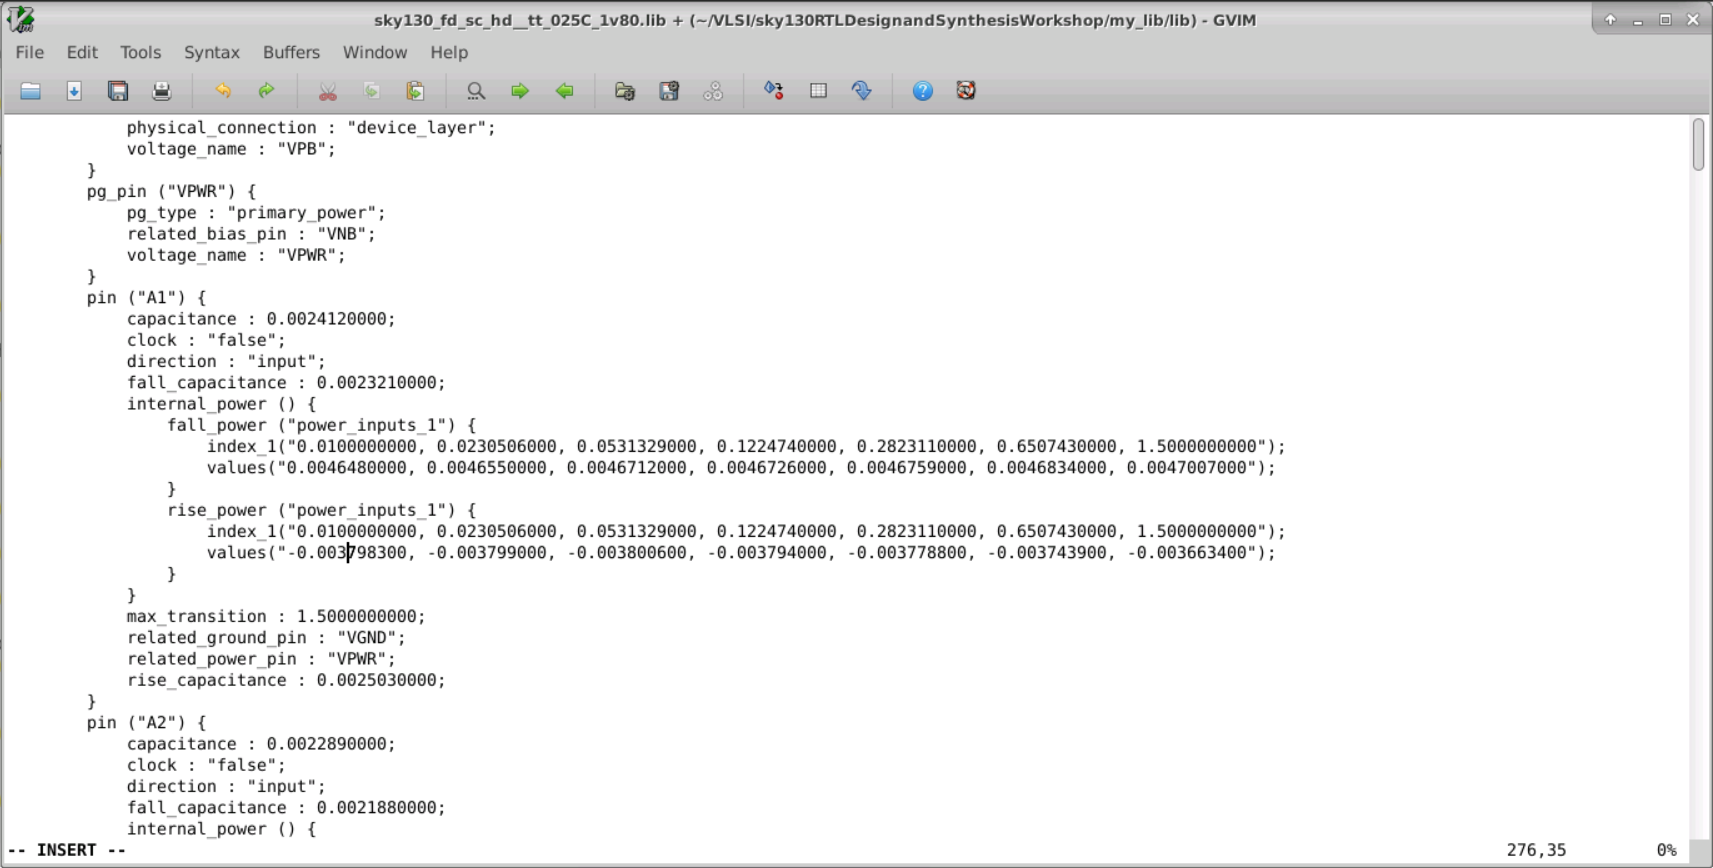 sky130_fd_sc_hd__tt_025C_1v80.lib + (~/VLSI/sky130RTLDesignandSynthesisWorkshop/my_lib/lib) - GVIM
File Edit Tools Syntax Buffers Window Help
physical_connection : "device_layer";
voltage_name : "VPB";
}
pg_pin ("VPWR") {
pg_type : "primary_power";
related_bias_pin : "VNB";
voltage_name : "VPWR";
}
pin ("A1") {
capacitance : 0.0024120000;
clock : "false";
direction : "input";
fall_capacitance : 0.0023210000;
internal_power () {
fall_power ("power_inputs_1") {
index_1("0.0100000000, 0.0230506000, 0.0531329000, 0.1224740000, 0.2823110000, 0.6507430000, 1.5000000000");
values("0.0046480000, 0.0046550000, 0.0046712000, 0.0046726000, 0.0046759000, 0.0046834000, 0.0047007000");
}
rise_power ("power_inputs_1") {
index_1("0.0100000000, 0.0230506000, 0.0531329000, 0.1224740000, 0.2823110000, 0.6507430000, 1.5000000000");
values("-0.003798300, -0.003799000, -0.003800600, -0.003794000, -0.003778800, -0.003743900, -0.003663400");
}
}
max_transition : 1.5000000000;
related_ground_pin : "VGND";
related_power_pin : "VPWR";
rise_capacitance : 0.0025030000;
}
pin ("A2") {
capacitance : 0.0022890000;
clock : "false";
direction : "input";
fall_capacitance : 0.0021880000;
internal_power () {
-- INSERT -- 276,35 0%